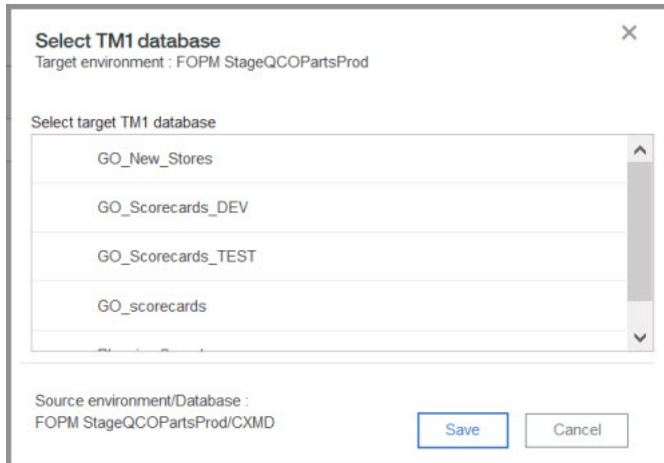 Select TM1 database
Target environment : FOPM StageQCOPartsProd
Select target TM1 database
GO_New_Stores
GO_Scorecards_DEV
GO_Scorecards_TEST
GO_scorecards
Source environment/Database :
FOPM StageQCOPartsProd/CXMD
Save
Cancel